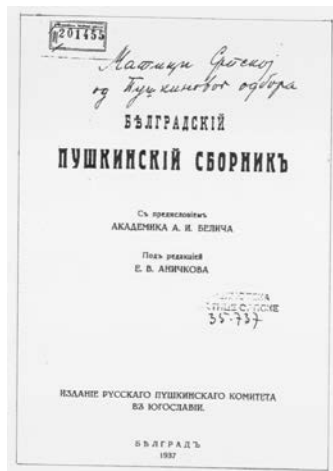 201455
Матици Српској
од Пушкиновог одбора
БѢЛГРАДСКІЙ
ПУШКИНСКІЙ СБОРНИКЪ
Съ предисловіемъ
АКАДЕМИКА А. И. БЕЛИЧА
Подъ редакціей
Е. В. АНИЧКОВА
35-737
ИЗДАНІЕ РУССКАГО ПУШКИНСКАГО КОМИТЕТА
ВЪ ЮГОСЛАВІИ.
БѢЛГРАДЪ
1937